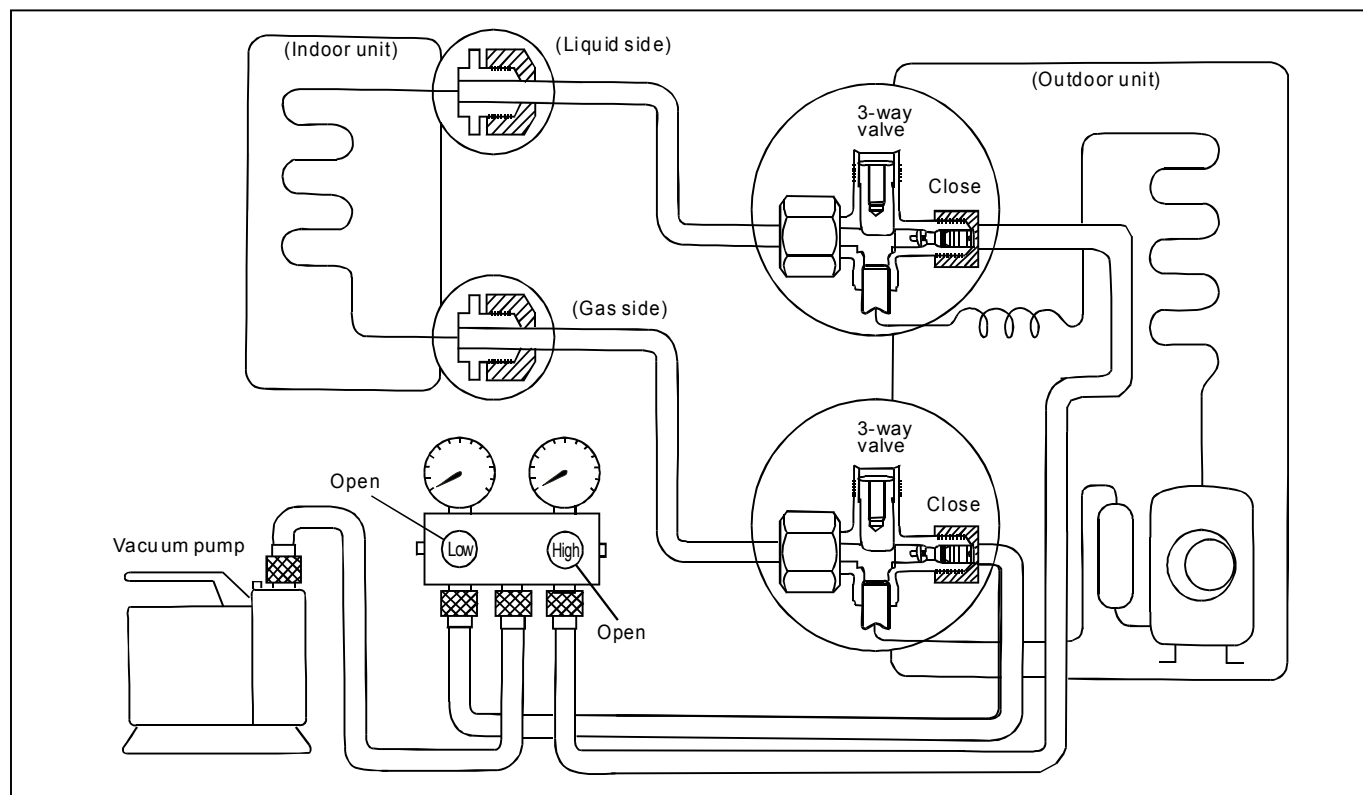 (Indoor unit)
(Liquid side)
(Outdoor unit)
3-way
valve
Close
(Gas side)
3-way
valve
Close
Open
Vacuum pump
Low
High
Open